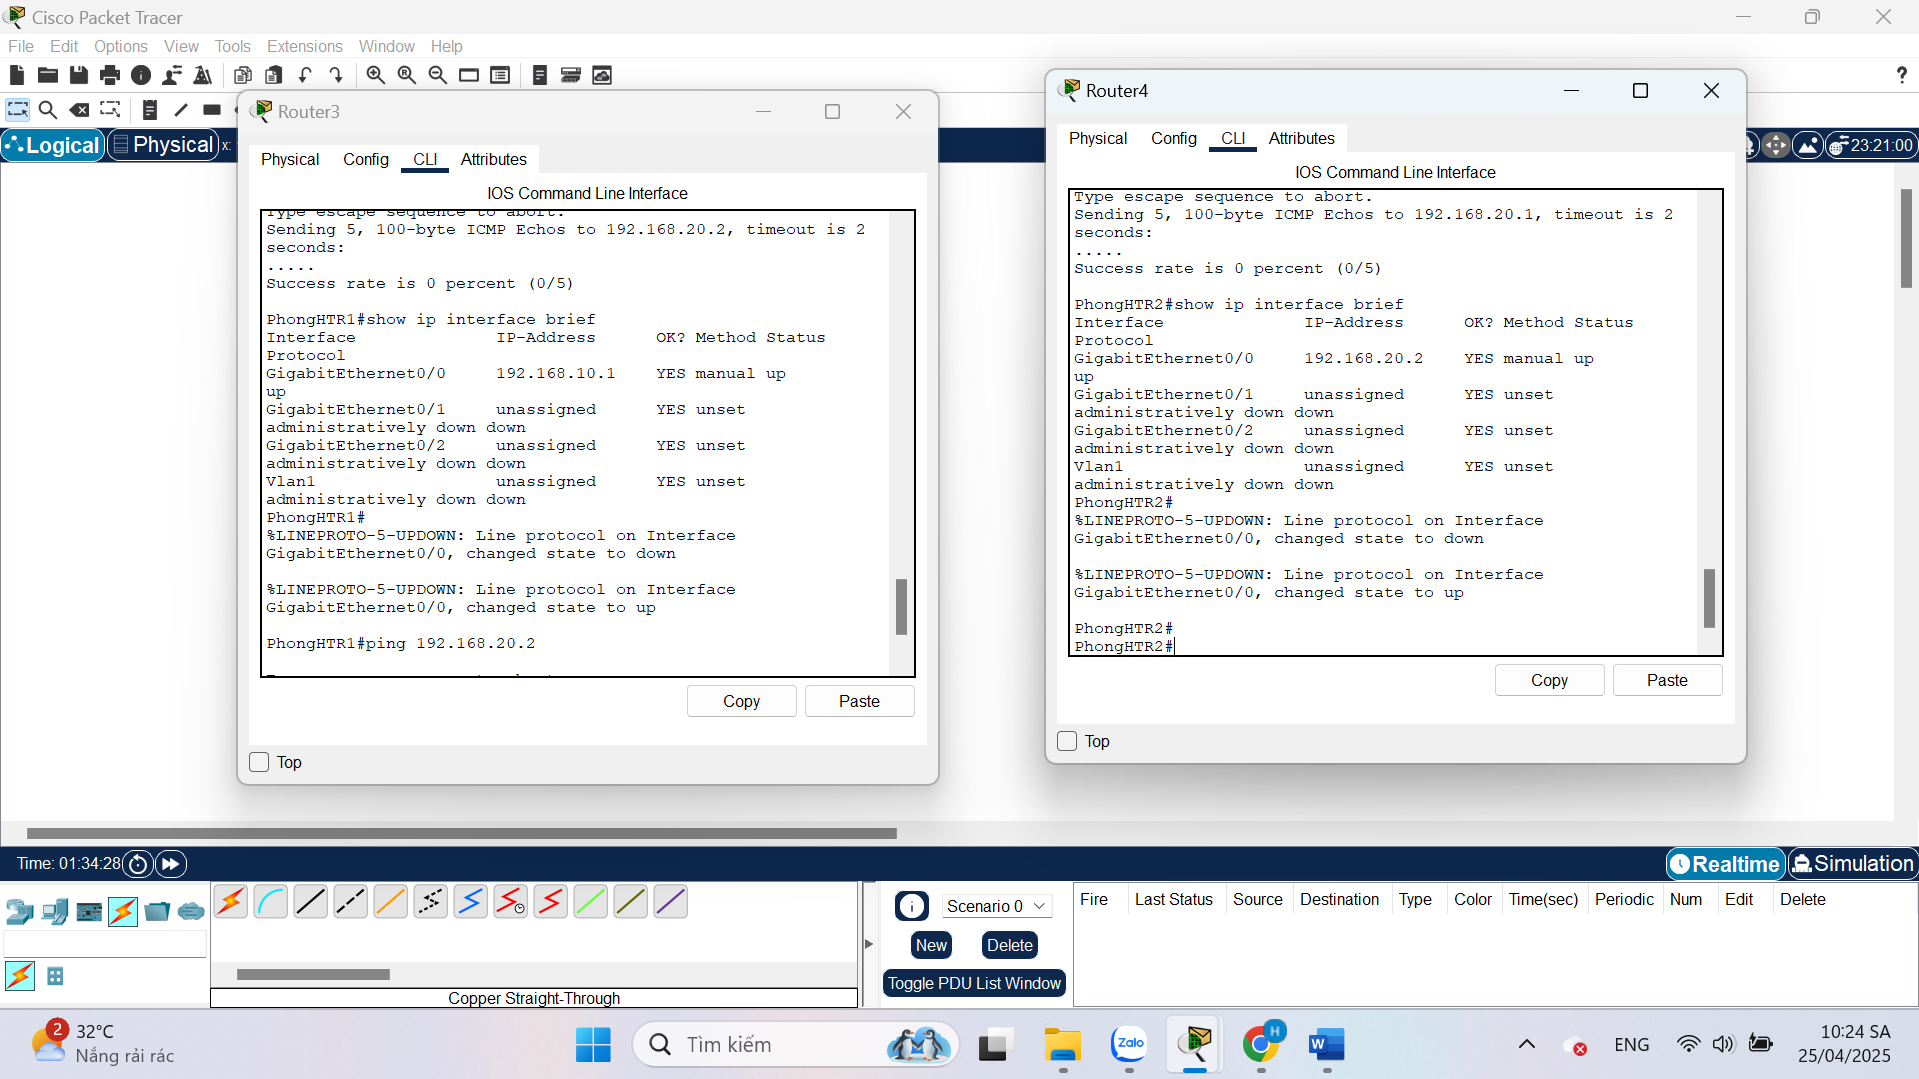 Cisco Packet Tracer
File Edit Options View Tools Extensions Window Help
?
Logical Physical x: 23:21:00
Router3
Physical Config CLI Attributes
IOS Command Line Interface
Type escape sequence to abort.
Sending 5, 100-byte ICMP Echos to 192.168.20.2, timeout is 2
seconds:
.....
Success rate is 0 percent (0/5)
PhongHTR1#show ip interface brief
Interface IP-Address OK? Method Status
Protocol
GigabitEthernet0/0 192.168.10.1 YES manual up
up
GigabitEthernet0/1 unassigned YES unset
administratively down down
GigabitEthernet0/2 unassigned YES unset
administratively down down
Vlan1 unassigned YES unset
administratively down down
PhongHTR1#
%LINEPROTO-5-UPDOWN: Line protocol on Interface
GigabitEthernet0/0, changed state to down
%LINEPROTO-5-UPDOWN: Line protocol on Interface
GigabitEthernet0/0, changed state to up
PhongHTR1#ping 192.168.20.2
Copy Paste
Top
Router4
Physical Config CLI Attributes
IOS Command Line Interface
Type escape sequence to abort.
Sending 5, 100-byte ICMP Echos to 192.168.20.1, timeout is 2
seconds:
.....
Success rate is 0 percent (0/5)
PhongHTR2#show ip interface brief
Interface IP-Address OK? Method Status
Protocol
GigabitEthernet0/0 192.168.20.2 YES manual up
up
GigabitEthernet0/1 unassigned YES unset
administratively down down
GigabitEthernet0/2 unassigned YES unset
administratively down down
Vlan1 unassigned YES unset
administratively down down
PhongHTR2#
%LINEPROTO-5-UPDOWN: Line protocol on Interface
GigabitEthernet0/0, changed state to down
%LINEPROTO-5-UPDOWN: Line protocol on Interface
GigabitEthernet0/0, changed state to up
PhongHTR2#
PhongHTR2#
Copy Paste
Top
Time: 01:34:28 Realtime Simulation
Scenario 0
New Delete
Toggle PDU List Window
Fire Last Status Source Destination Type Color Time(sec) Periodic Num Edit Delete
Copper Straight-Through
2
32°C
Nắng rải rác
Tìm kiếm
Zalo
H
W
ENG
10:24 SA
25/04/2025